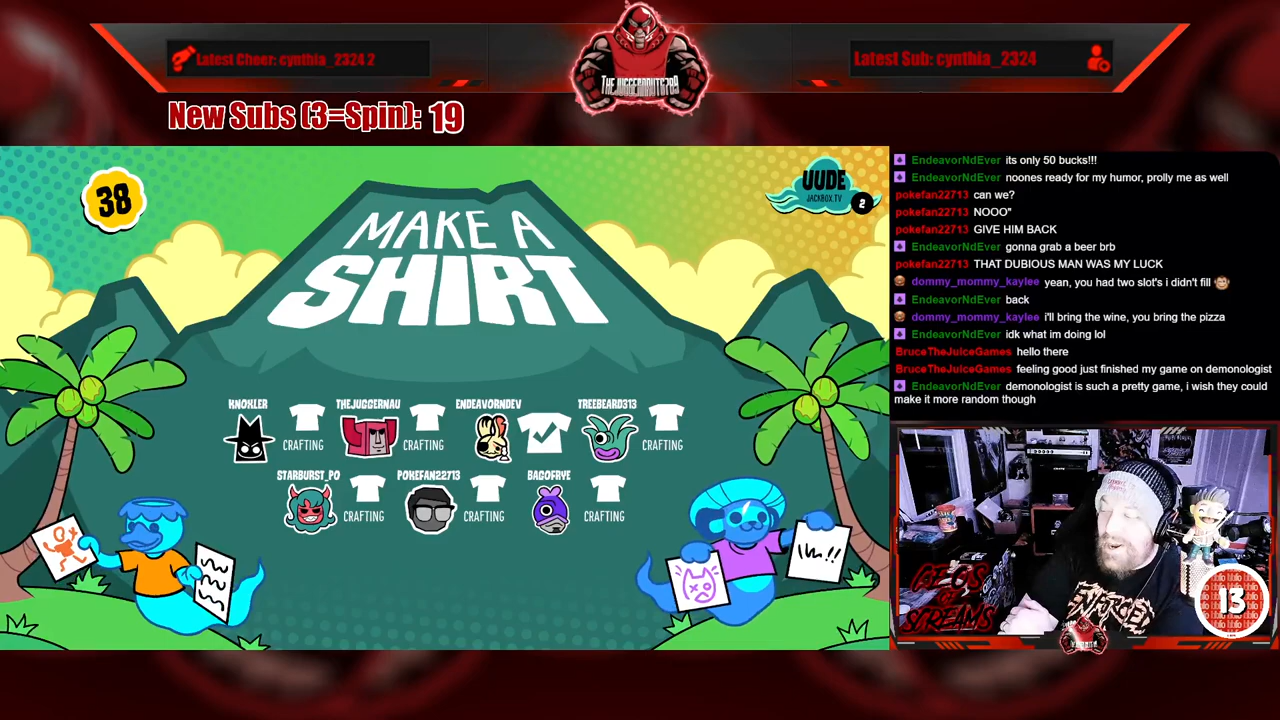 Latest Cheer: cynthia_2324 2
THEJUGGERNAUT6789
Latest Sub: cynthia_2324
New Subs (3=Spin): 19
38
UUDE
JACKBOX.TV
2
MAKE A
SHIRT
KNOXLER
CRAFTING
THEJUGGERNAU
CRAFTING
ENDEAVORNDEV
TREEBEARD313
CRAFTING
STARBURST_PO
CRAFTING
POKEFAN22713
CRAFTING
BAGOFRYE
CRAFTING
EndeavorNdEver its only 50 bucks!!!
EndeavorNdEver noones ready for my humor, prolly me as well
pokefan22713 can we?
pokefan22713 NOOO"
pokefan22713 GIVE HIM BACK
EndeavorNdEver gonna grab a beer brb
pokefan22713 THAT DUBIOUS MAN WAS MY LUCK
dommy_mommy_kaylee yean, you had two slot's i didn't fill
EndeavorNdEver back
dommy_mommy_kaylee i'll bring the wine, you bring the pizza
EndeavorNdEver idk what im doing lol
BruceTheJuiceGames hello there
BruceTheJuiceGames feeling good just finished my game on demonologist
EndeavorNdEver demonologist is such a pretty game, i wish they could
make it more random though
ENFORCED
13